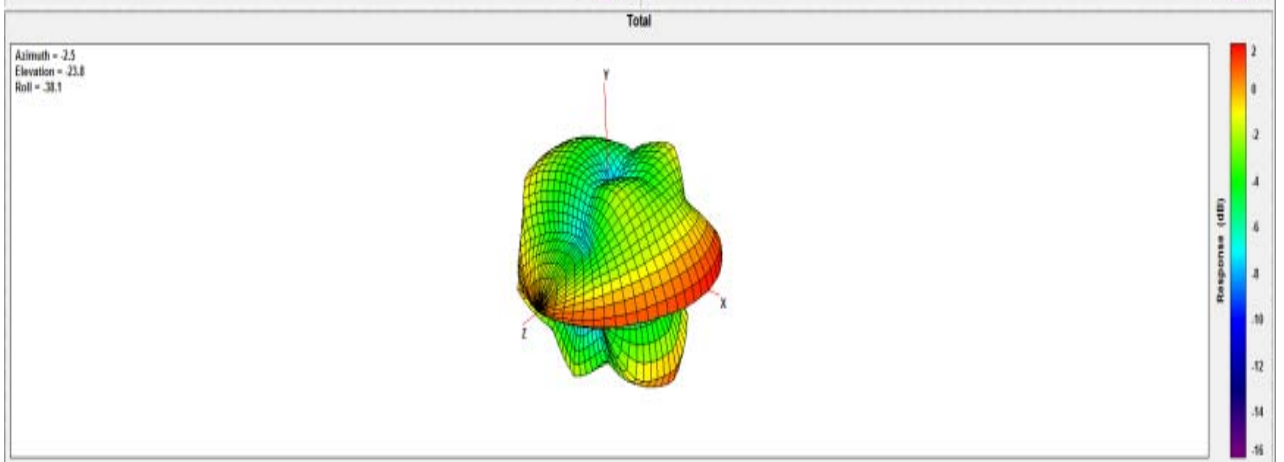 Total
Azimuth = -2.5
Elevation = -23.8
Roll = -38.1
Y
X
Z
2
0
-2
-4
-6
-8
-10
-12
-14
-16
Response (dB)